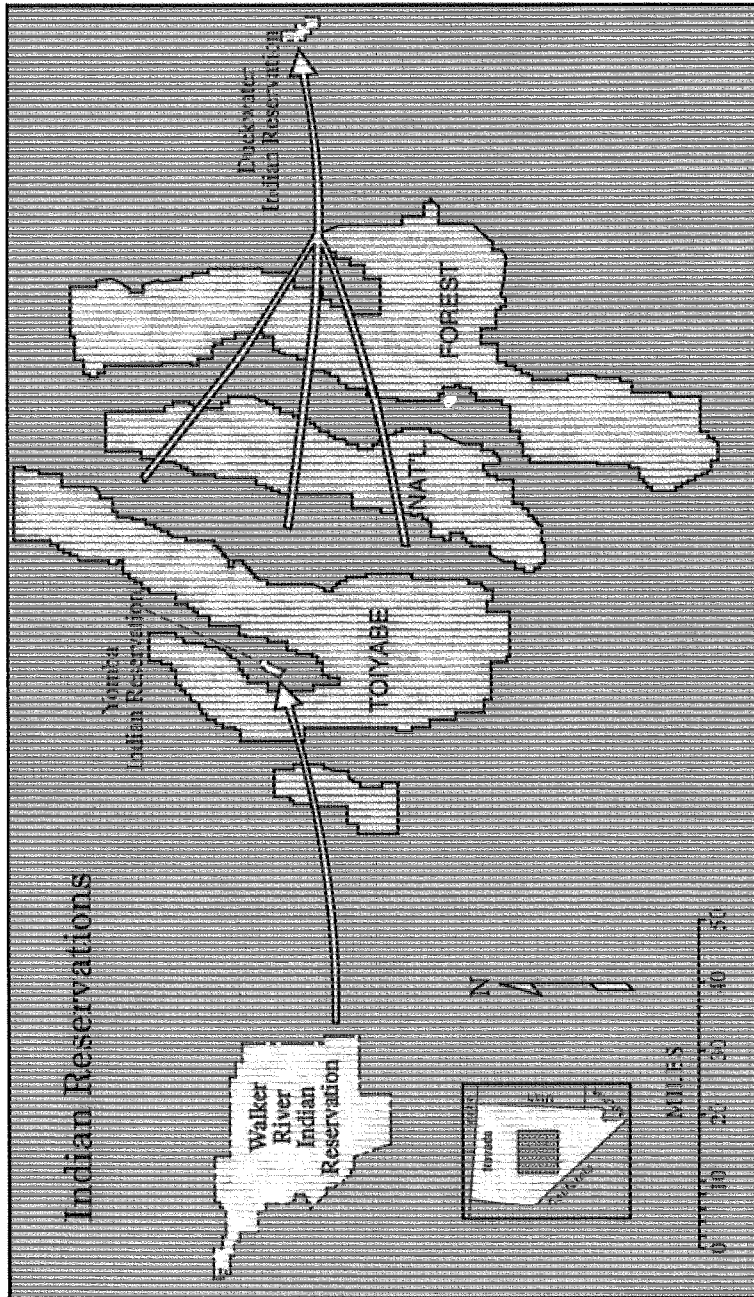 Indian Reservations
Walker
River
Indian
Reservation
Yomba
Indian Reservation
TOIYABE
NAT'L
FOREST
Duckwater
Indian Reservation
N
Nevada
MILES
0 10 20 30 40 50